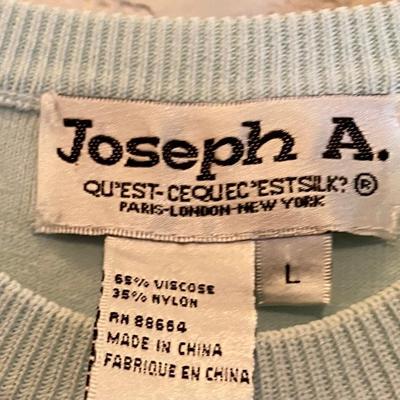 Joseph A.
QU'EST-CEQUEC'ESTSILK? ®
PARIS-LONDON-NEW YORK
L
65% VISCOSE
35% NYLON
RN 88664
MADE IN CHINA
FABRIQUE EN CHINA